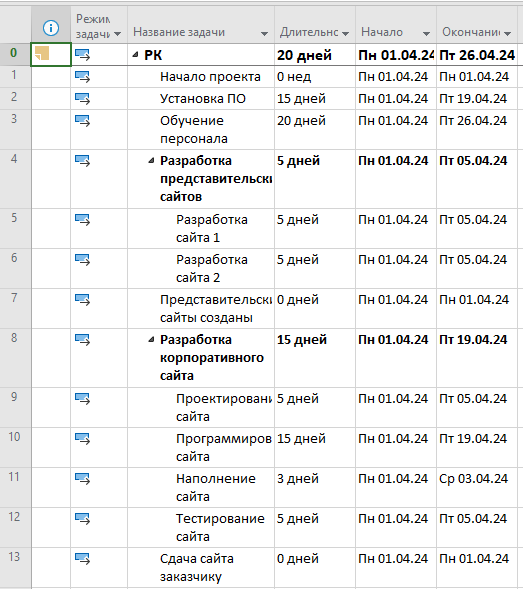 Режим задачи Название задачи Длительнс Начало Окончани
0 РК 20 дней Пн 01.04.24 Пт 26.04.24
1 Начало проекта 0 нед Пн 01.04.24 Пн 01.04.24
2 Установка ПО 15 дней Пн 01.04.24 Пт 19.04.24
3 Обучение персонала 20 дней Пн 01.04.24 Пт 26.04.24
4 Разработка представительски сайтов 5 дней Пн 01.04.24 Пт 05.04.24
5 Разработка сайта 1 5 дней Пн 01.04.24 Пт 05.04.24
6 Разработка сайта 2 5 дней Пн 01.04.24 Пт 05.04.24
7 Представительски сайты созданы 0 дней Пн 01.04.24 Пн 01.04.24
8 Разработка корпоративного сайта 15 дней Пн 01.04.24 Пт 19.04.24
9 Проектировани сайта 5 дней Пн 01.04.24 Пт 05.04.24
10 Программиров сайта 15 дней Пн 01.04.24 Пт 19.04.24
11 Наполнение сайта 3 дней Пн 01.04.24 Ср 03.04.24
12 Тестирование сайта 5 дней Пн 01.04.24 Пт 05.04.24
13 Сдача сайта заказчику 0 дней Пн 01.04.24 Пн 01.04.24